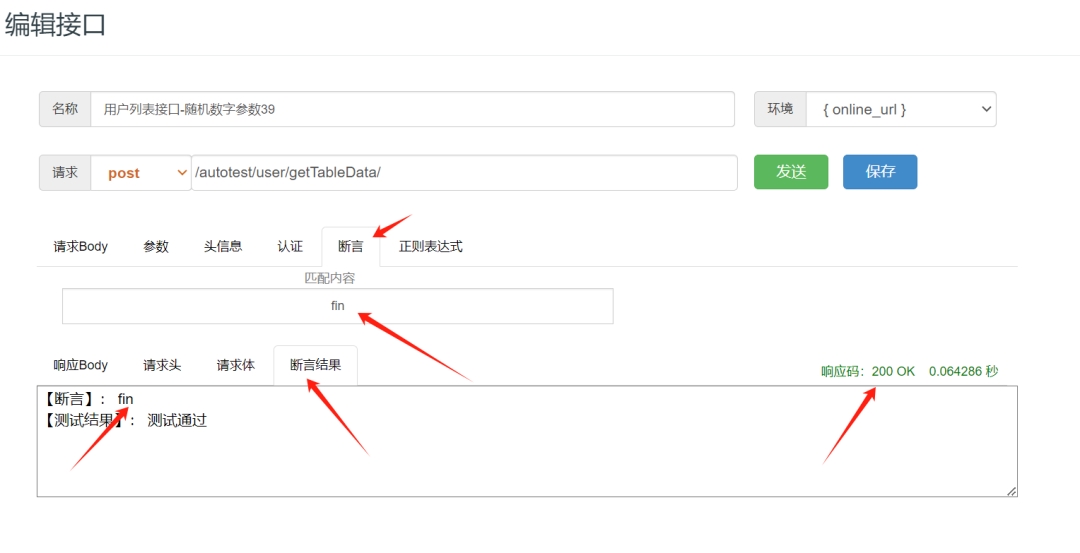 编辑接口
名称 用户列表接口-随机数字参数39 环境 { online_url }
请求 post /autotest/user/getTableData/ 发送 保存
请求Body 参数 头信息 认证 断言 正则表达式
匹配内容
fin
响应Body 请求头 请求体 断言结果 响应码：200 OK 0.064286 秒
【断言】： fin
【测试结果】： 测试通过